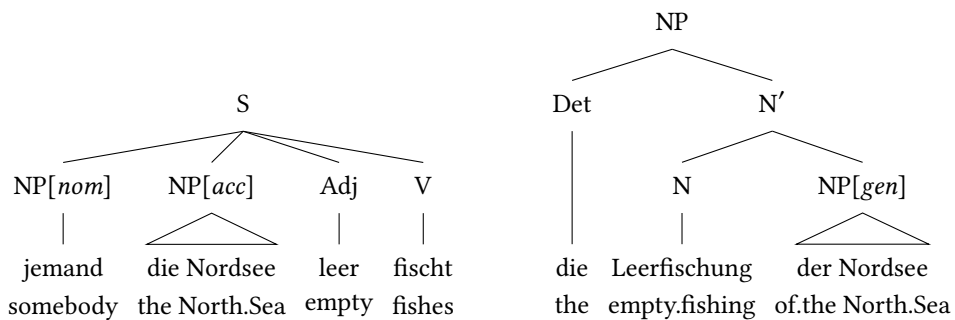 NP
S Det N′
NP[nom] NP[acc] Adj V N NP[gen]
jemand die Nordsee leer fischt die Leerfischung der Nordsee
somebody the North.Sea empty fishes the empty.fishing of.the North.Sea